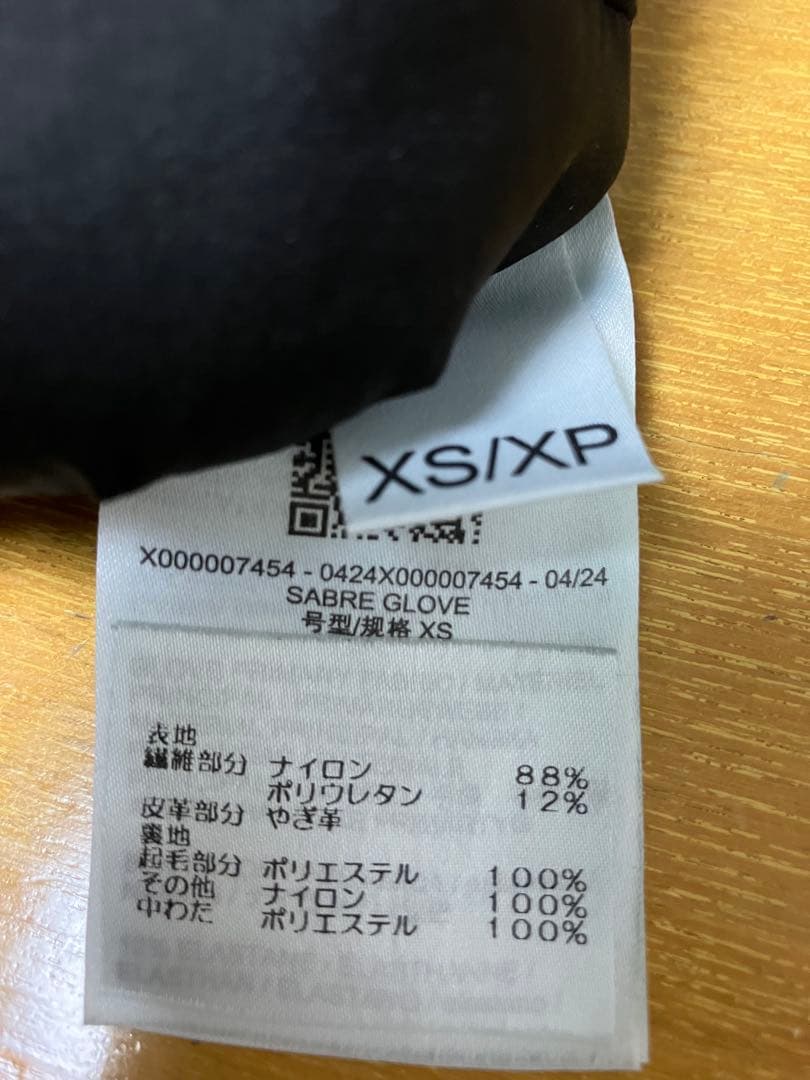 XS/XP
X000007454 - 0424X000007454 - 04/24
SABRE GLOVE
号型/规格 XS
表地
繊維部分 ナイロン 88%
ポリウレタン 12%
皮革部分 やぎ革
裏地
起毛部分 ポリエステル 100%
その他 ナイロン 100%
中わた ポリエステル 100%